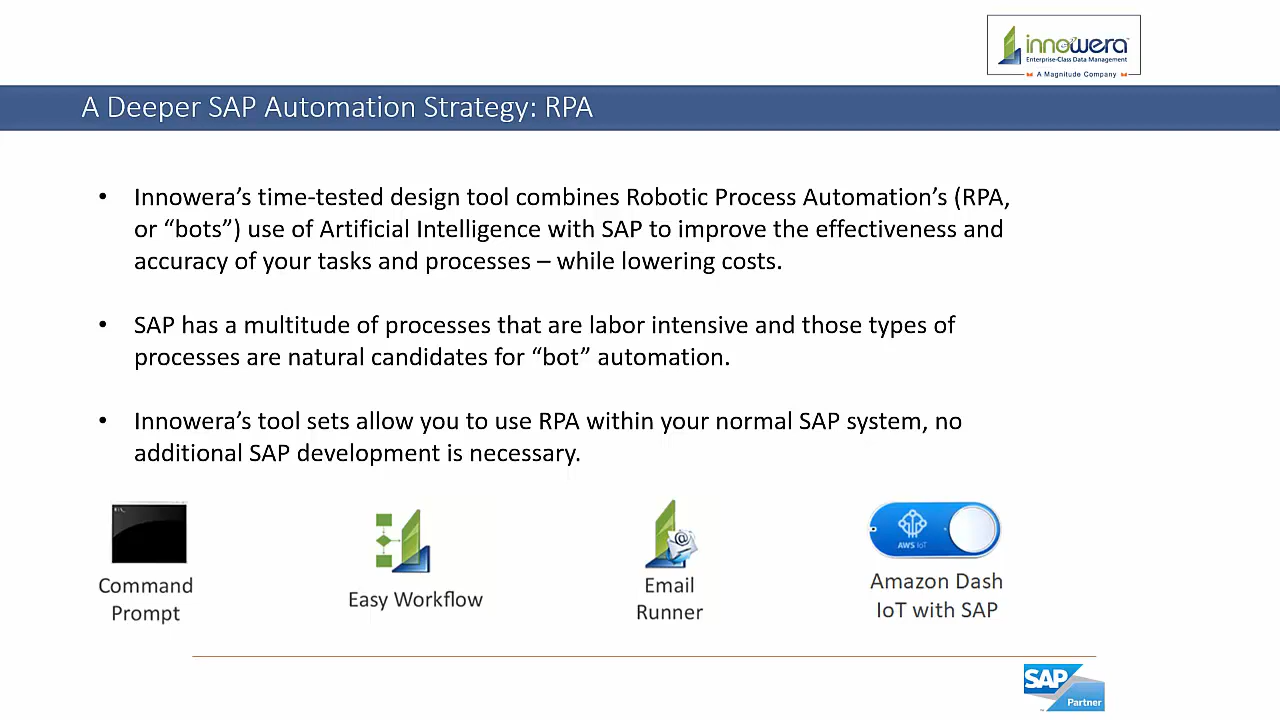 innowera™
Enterprise-Class Data Management
A Magnitude Company
A Deeper SAP Automation Strategy: RPA
• Innowera’s time-tested design tool combines Robotic Process Automation’s (RPA,
or “bots”) use of Artificial Intelligence with SAP to improve the effectiveness and
accuracy of your tasks and processes – while lowering costs.
• SAP has a multitude of processes that are labor intensive and those types of
processes are natural candidates for “bot” automation.
• Innowera’s tool sets allow you to use RPA within your normal SAP system, no
additional SAP development is necessary.
AWS IoT
Command
Prompt
Easy Workflow
Email
Runner
Amazon Dash
IoT with SAP
SAP
Partner